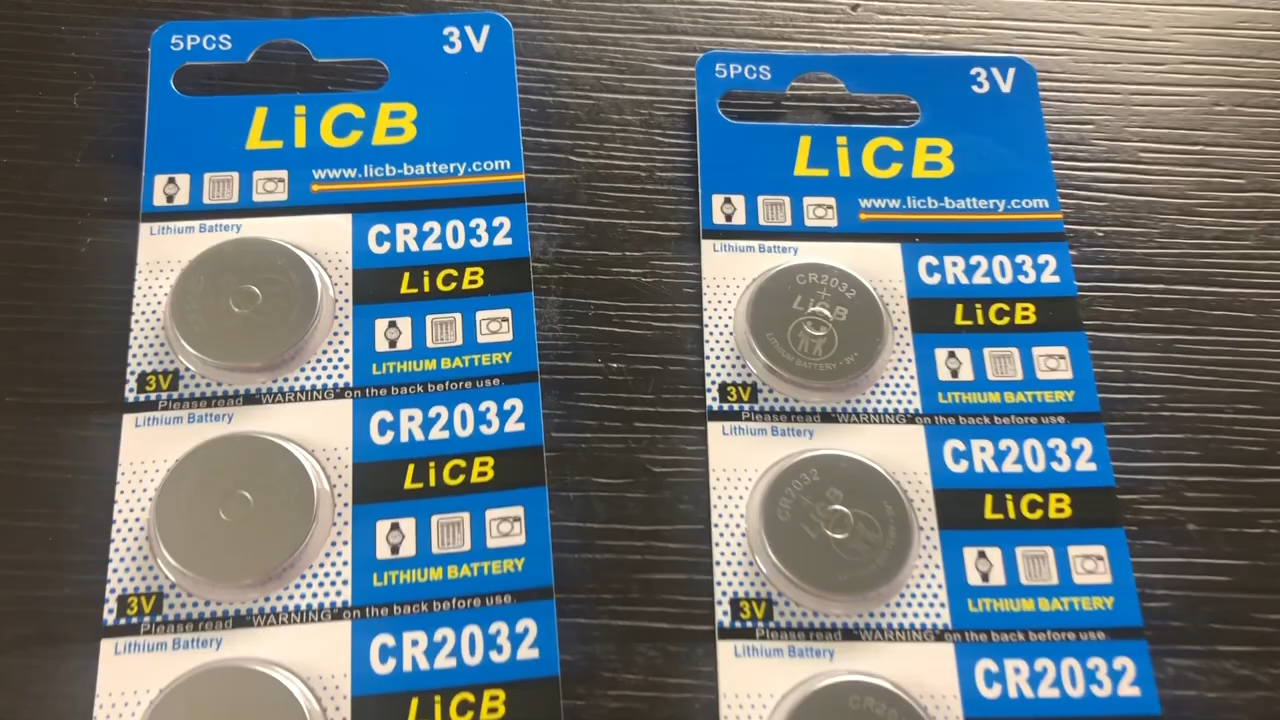 5PCS
3V
LiCB
www.licb-battery.com
Lithium Battery
CR2032
LiCB
LITHIUM BATTERY
3V
Please read "WARNING" on the back before use.
Lithium Battery
CR2032
LiCB
LITHIUM BATTERY
3V
Please read "WARNING" on the back before use.
Lithium Battery
CR2032
LiCB
5PCS
3V
LiCB
www.licb-battery.com
Lithium Battery
CR2032
+
LiCB
LITHIUM BATTERY · 3V ·
CR2032
LiCB
LITHIUM BATTERY
3V
Please read "WARNING" on the back before use.
Lithium Battery
CR2032
+
LiCB
CR2032
LiCB
LITHIUM BATTERY
3V
Please read "WARNING" on the back before use.
Lithium Battery
CR2032